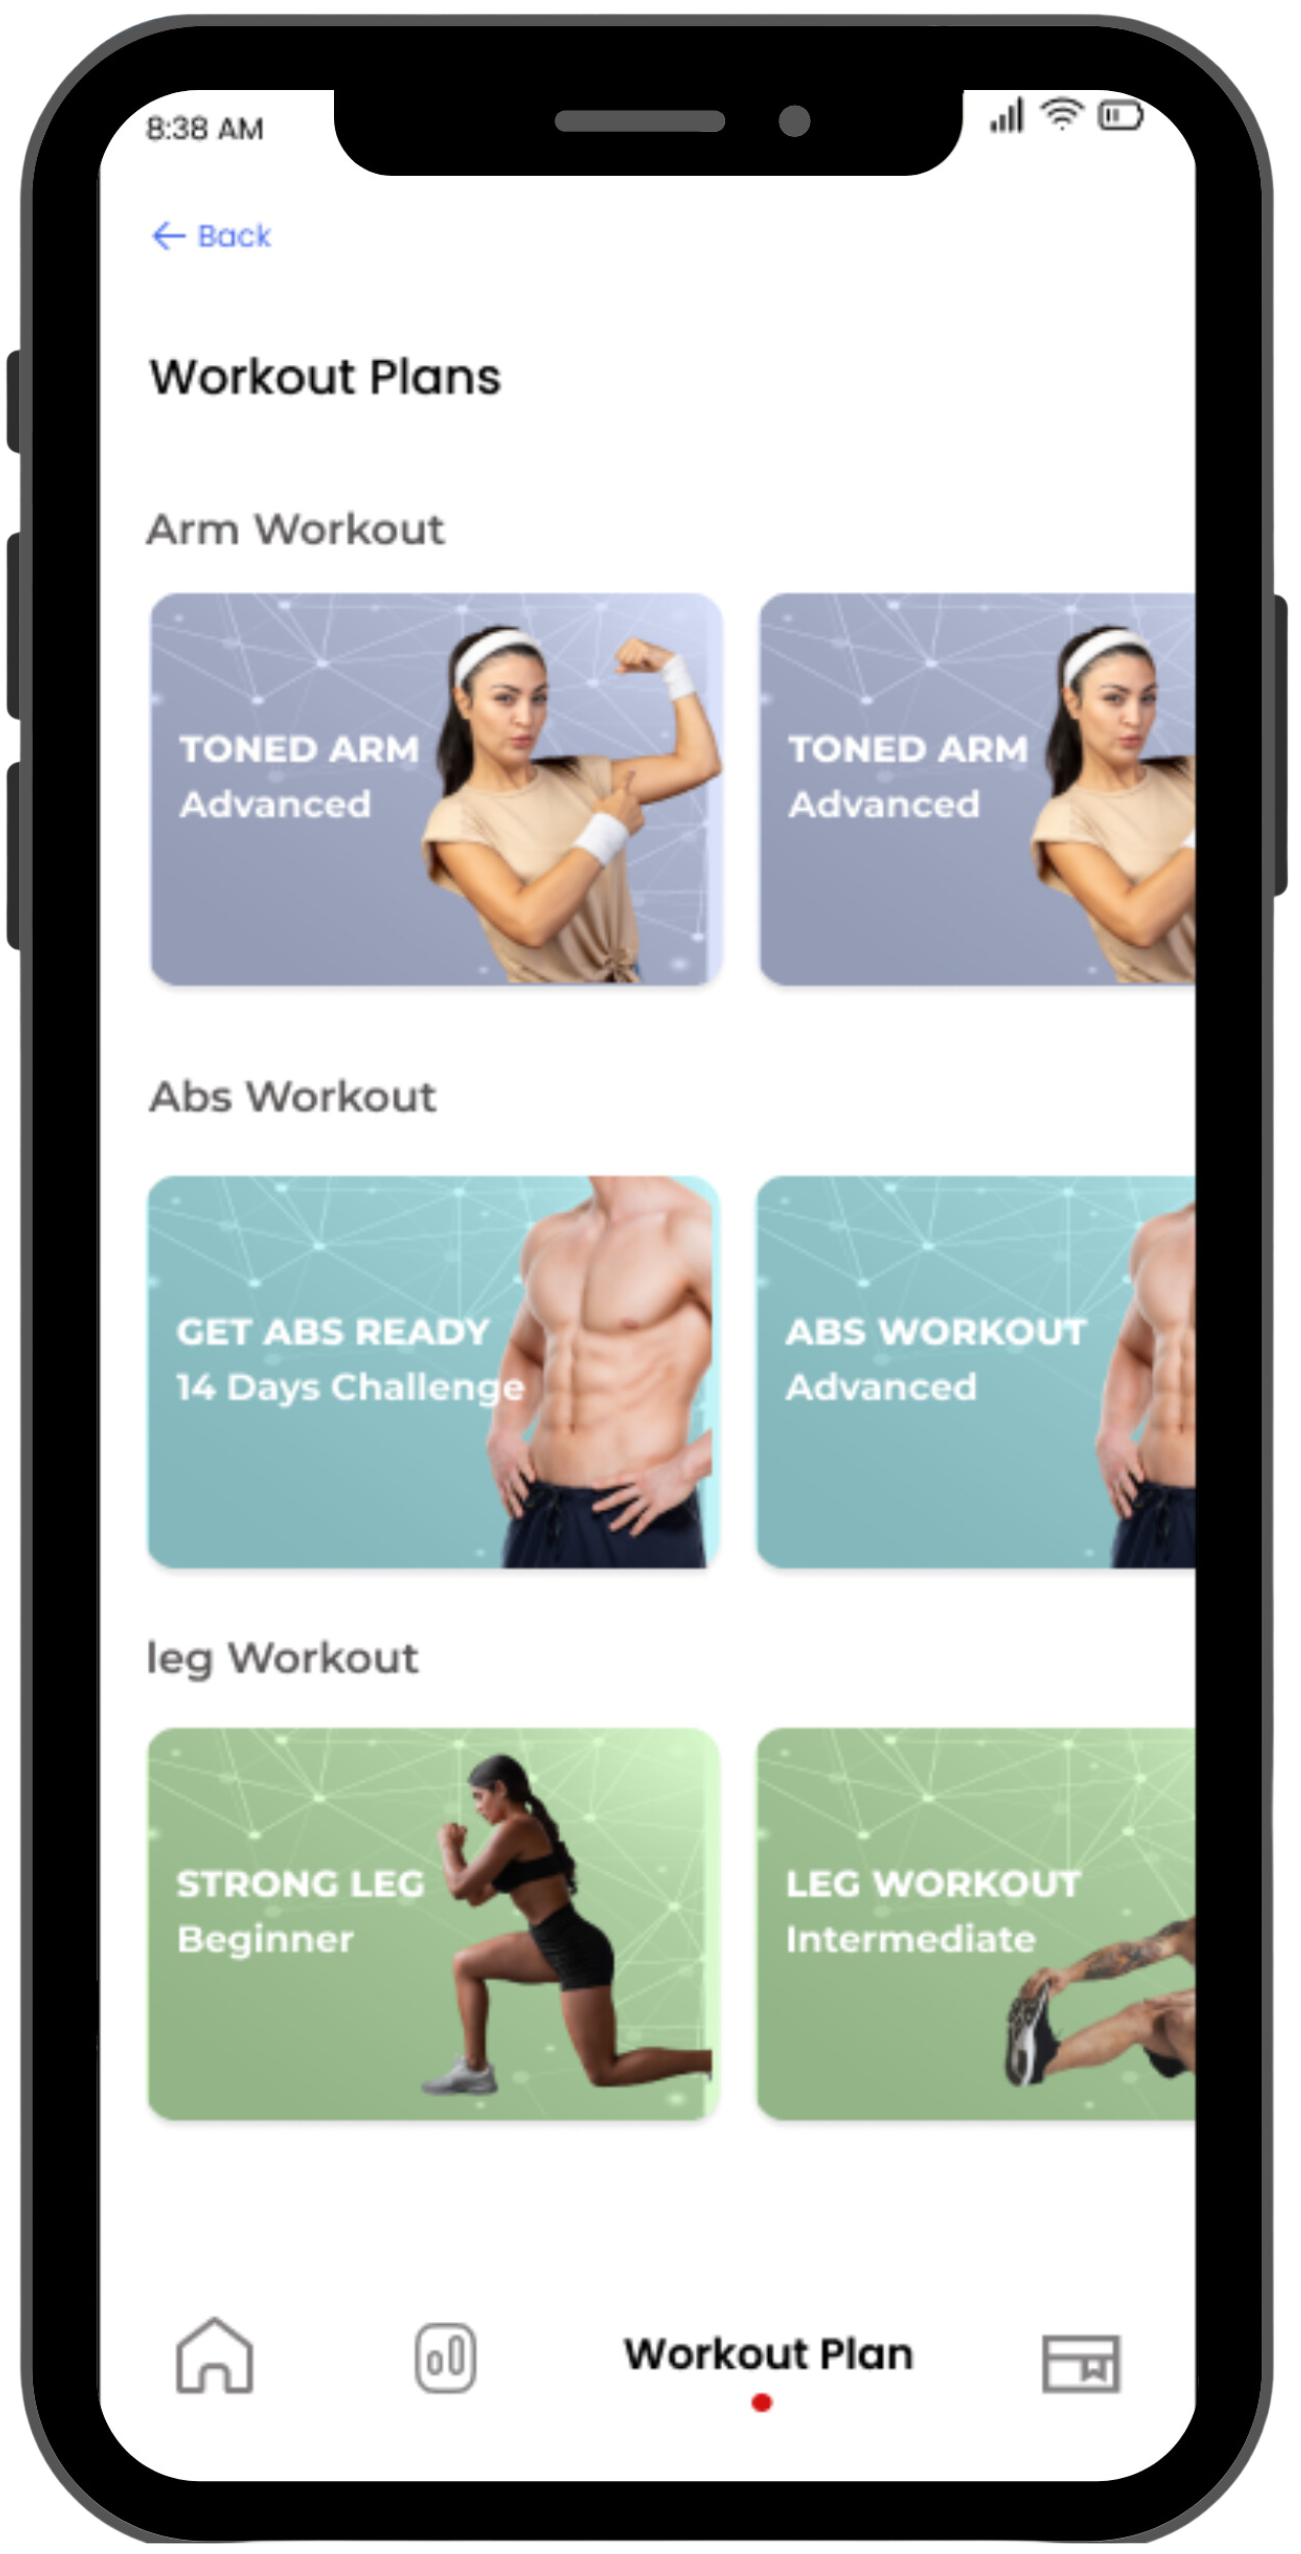 8:38 AM
← Back
Workout Plans
Arm Workout
TONED ARM
Advanced
TONED ARM
Advanced
Abs Workout
GET ABS READY
14 Days Challenge
ABS WORKOUT
Advanced
leg Workout
STRONG LEG
Beginner
LEG WORKOUT
Intermediate
Workout Plan